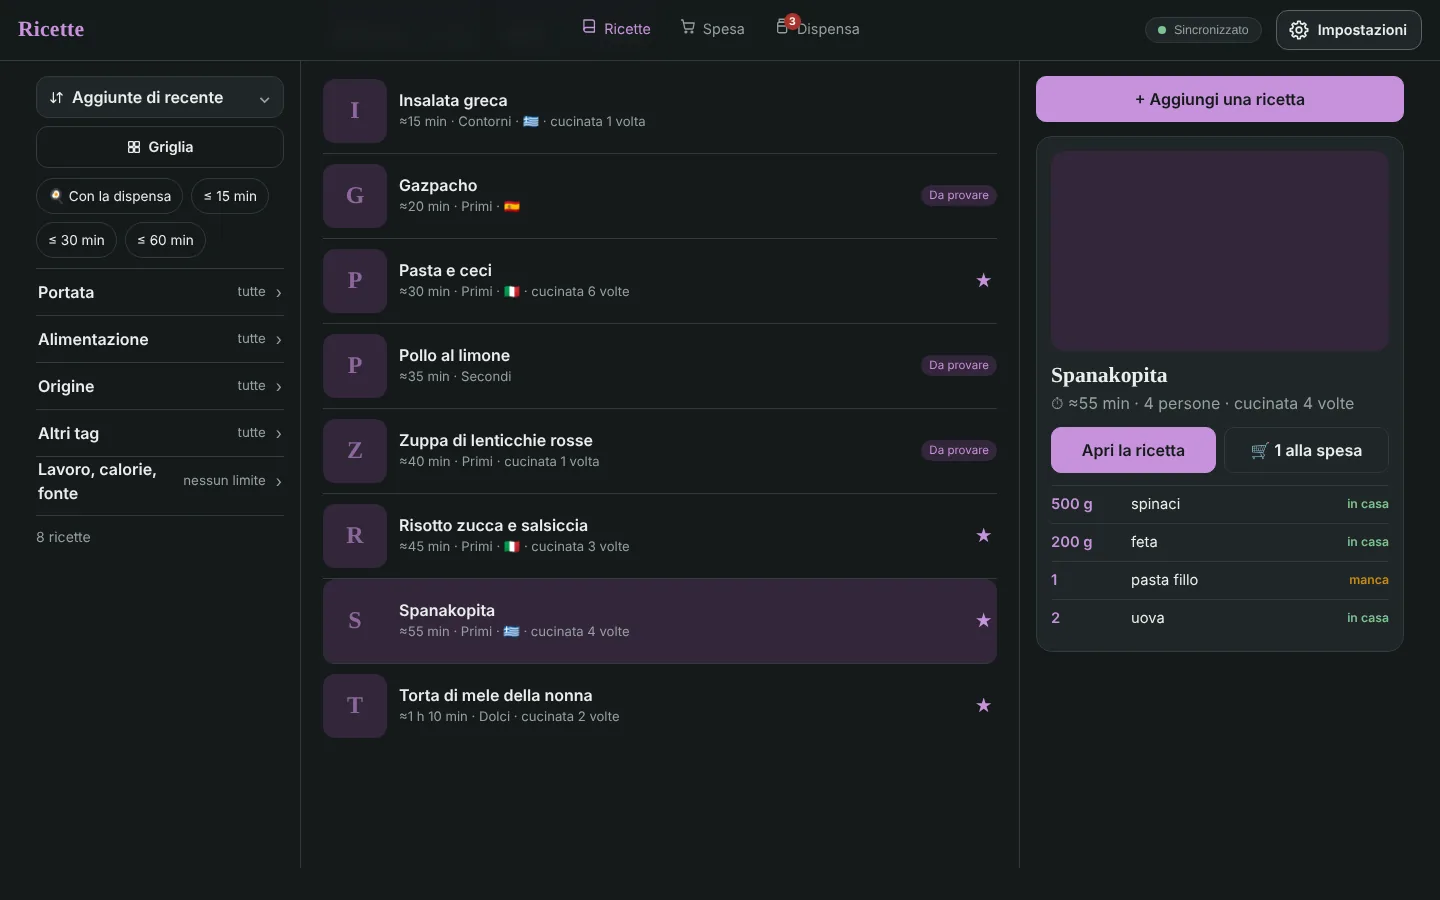 Ricette
Ricette
Spesa
3
Dispensa
Sincronizzato
Impostazioni
Aggiunte di recente
Griglia
Con la dispensa
≤ 15 min
≤ 30 min
≤ 60 min
Portata tutte ›
Alimentazione tutte ›
Origine tutte ›
Altri tag tutte ›
Lavoro, calorie, fonte nessun limite ›
8 ricette
I
Insalata greca
≈15 min · Contorni · 🇬🇷 · cucinata 1 volta
G
Gazpacho
≈20 min · Primi · 🇪🇸
Da provare
P
Pasta e ceci
≈30 min · Primi · 🇮🇹 · cucinata 6 volte
★
P
Pollo al limone
≈35 min · Secondi
Da provare
Z
Zuppa di lenticchie rosse
≈40 min · Primi · cucinata 1 volta
Da provare
R
Risotto zucca e salsiccia
≈45 min · Primi · 🇮🇹 · cucinata 3 volte
★
S
Spanakopita
≈55 min · Primi · 🇬🇷 · cucinata 4 volte
★
T
Torta di mele della nonna
≈1 h 10 min · Dolci · cucinata 2 volte
★
+ Aggiungi una ricetta
Spanakopita
⏱ ≈55 min · 4 persone · cucinata 4 volte
Apri la ricetta
🛒 1 alla spesa
500 g spinaci in casa
200 g feta in casa
1 pasta fillo manca
2 uova in casa